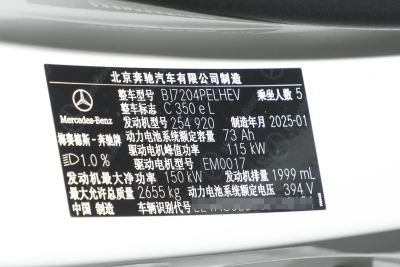 北京奔驰汽车有限公司制造
整车型号 BJ7204PELHEV 乘坐人数 5
整车标志 C 350 e L
Mercedes-Benz 发动机型号 254 920 制造年月 2025-01
梅赛德斯-奔驰牌 动力电池系统额定容量 73 Ah
驱动电机峰值功率 115 kW
1.0% 驱动电机型号 EM0017
发动机最大净功率 150 kW 发动机排量 1999 mL
最大允许总质量 2655 kg 动力电池系统额定电压 394 V
中国 制造 车辆识别代号